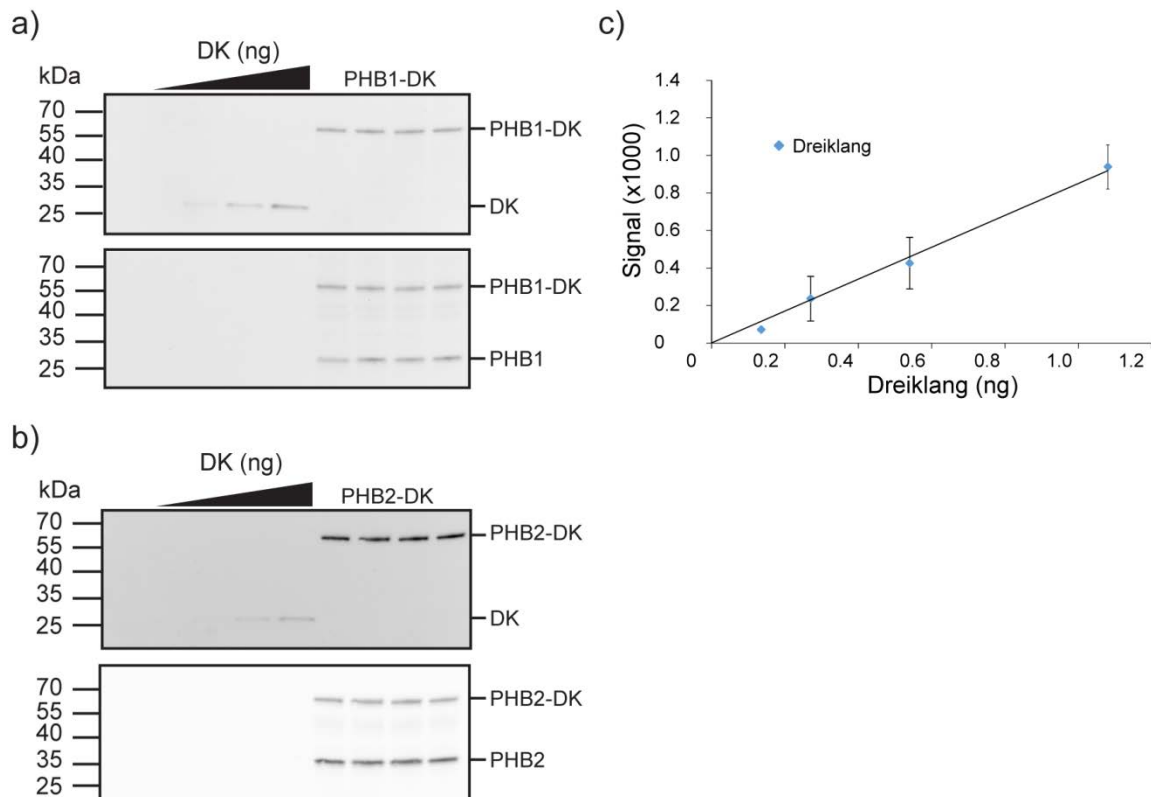 a)
DK (ng)
kDa
PHB1-DK
70
55
40
35
25
PHB1-DK
DK
70
55
40
35
25
PHB1-DK
PHB1
b)
DK (ng)
kDa
PHB2-DK
70
55
40
35
25
PHB2-DK
DK
70
55
40
35
25
PHB2-DK
PHB2
c)
1.4
1.2
1.0
0.8
0.6
0.4
0.2
0
Signal (x1000)
Dreiklang
0 0.2 0.4 0.6 0.8 1.0 1.2
Dreiklang (ng)